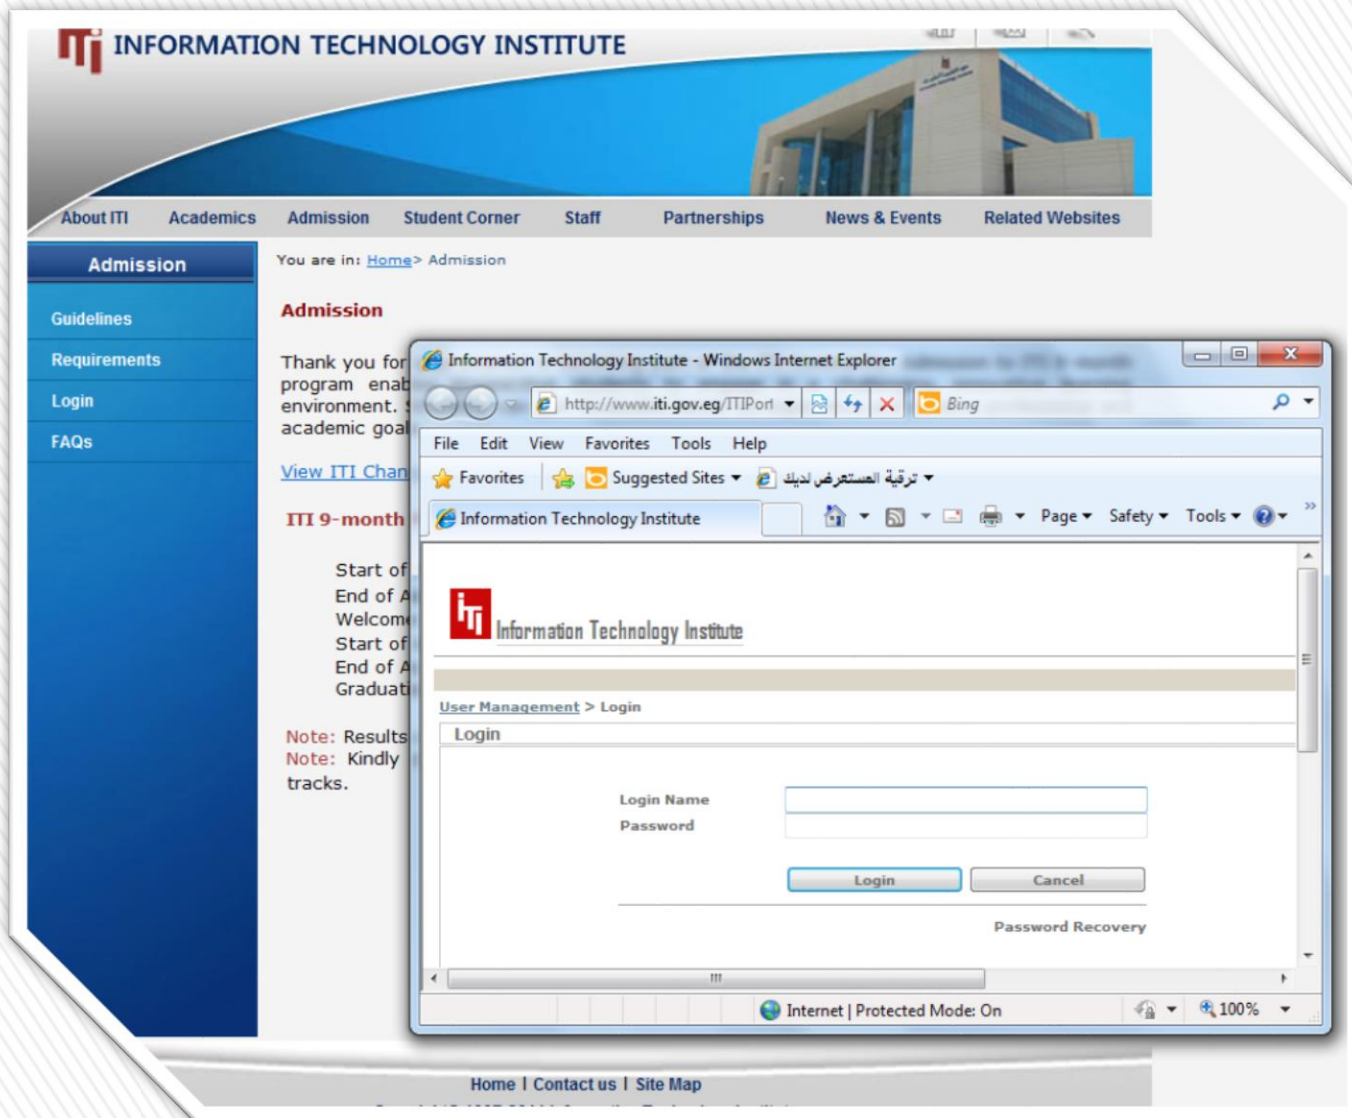 iTi INFORMATION TECHNOLOGY INSTITUTE
About ITI Academics Admission Student Corner Staff Partnerships News & Events Related Websites
Admission
Guidelines
Requirements
Login
FAQs
You are in: Home> Admission
Admission
Thank you for
program enab
environment.
academic goal
View ITI Chan
ITI 9-month
Start of
End of A
Welcome
Start of
End of A
Graduati
Note: Results
Note: Kindly
tracks.
Information Technology Institute - Windows Internet Explorer
http://www.iti.gov.eg/ITIPort Bing
File Edit View Favorites Tools Help
Favorites Suggested Sites ترقية المستعرض لديك
Information Technology Institute Page Safety Tools
iTi Information Technology Institute
User Management > Login
Login
Login Name
Password
Login Cancel
Password Recovery
Internet | Protected Mode: On 100%
Home | Contact us | Site Map